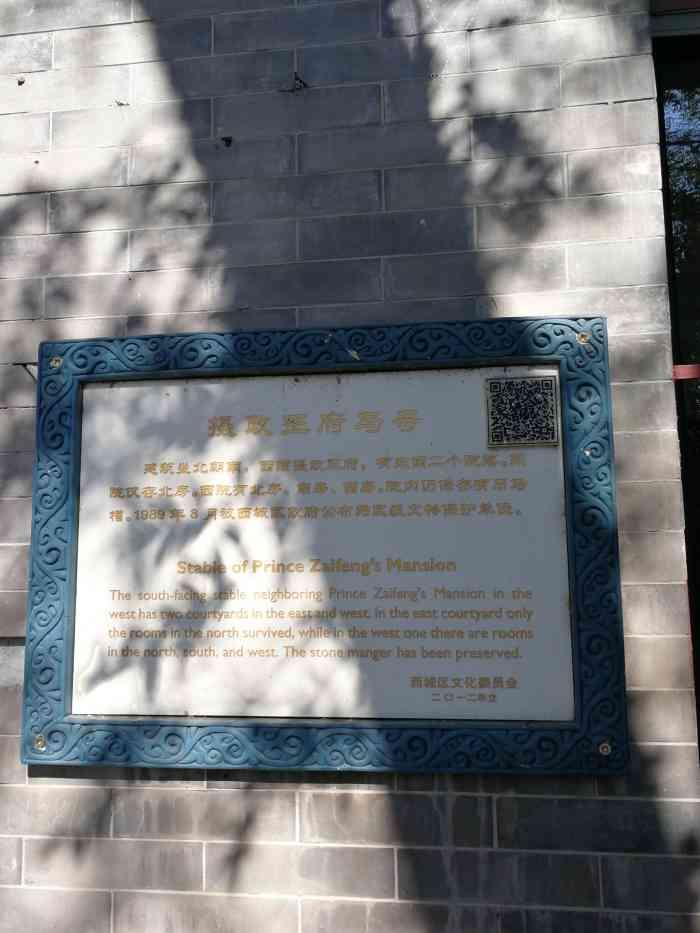 摄政王府马号
建筑坐北朝南，西南摄政王府，有东西二个院落。东
院仅存北房。西院有北房、南房、西房。院内仍保存有原马
槽。1989年8月被西城区政府公布为区级文物保护单位。
Stable of Prince Zaifeng's Mansion
The south-facing stable neighboring Prince Zaifeng's Mansion in the
west has two courtyards in the east and west. In the east courtyard only
the rooms in the north survived, while in the west one there are rooms
in the north, south, and west. The stone manger has been preserved.
西城区文化委员会
二〇一二年立